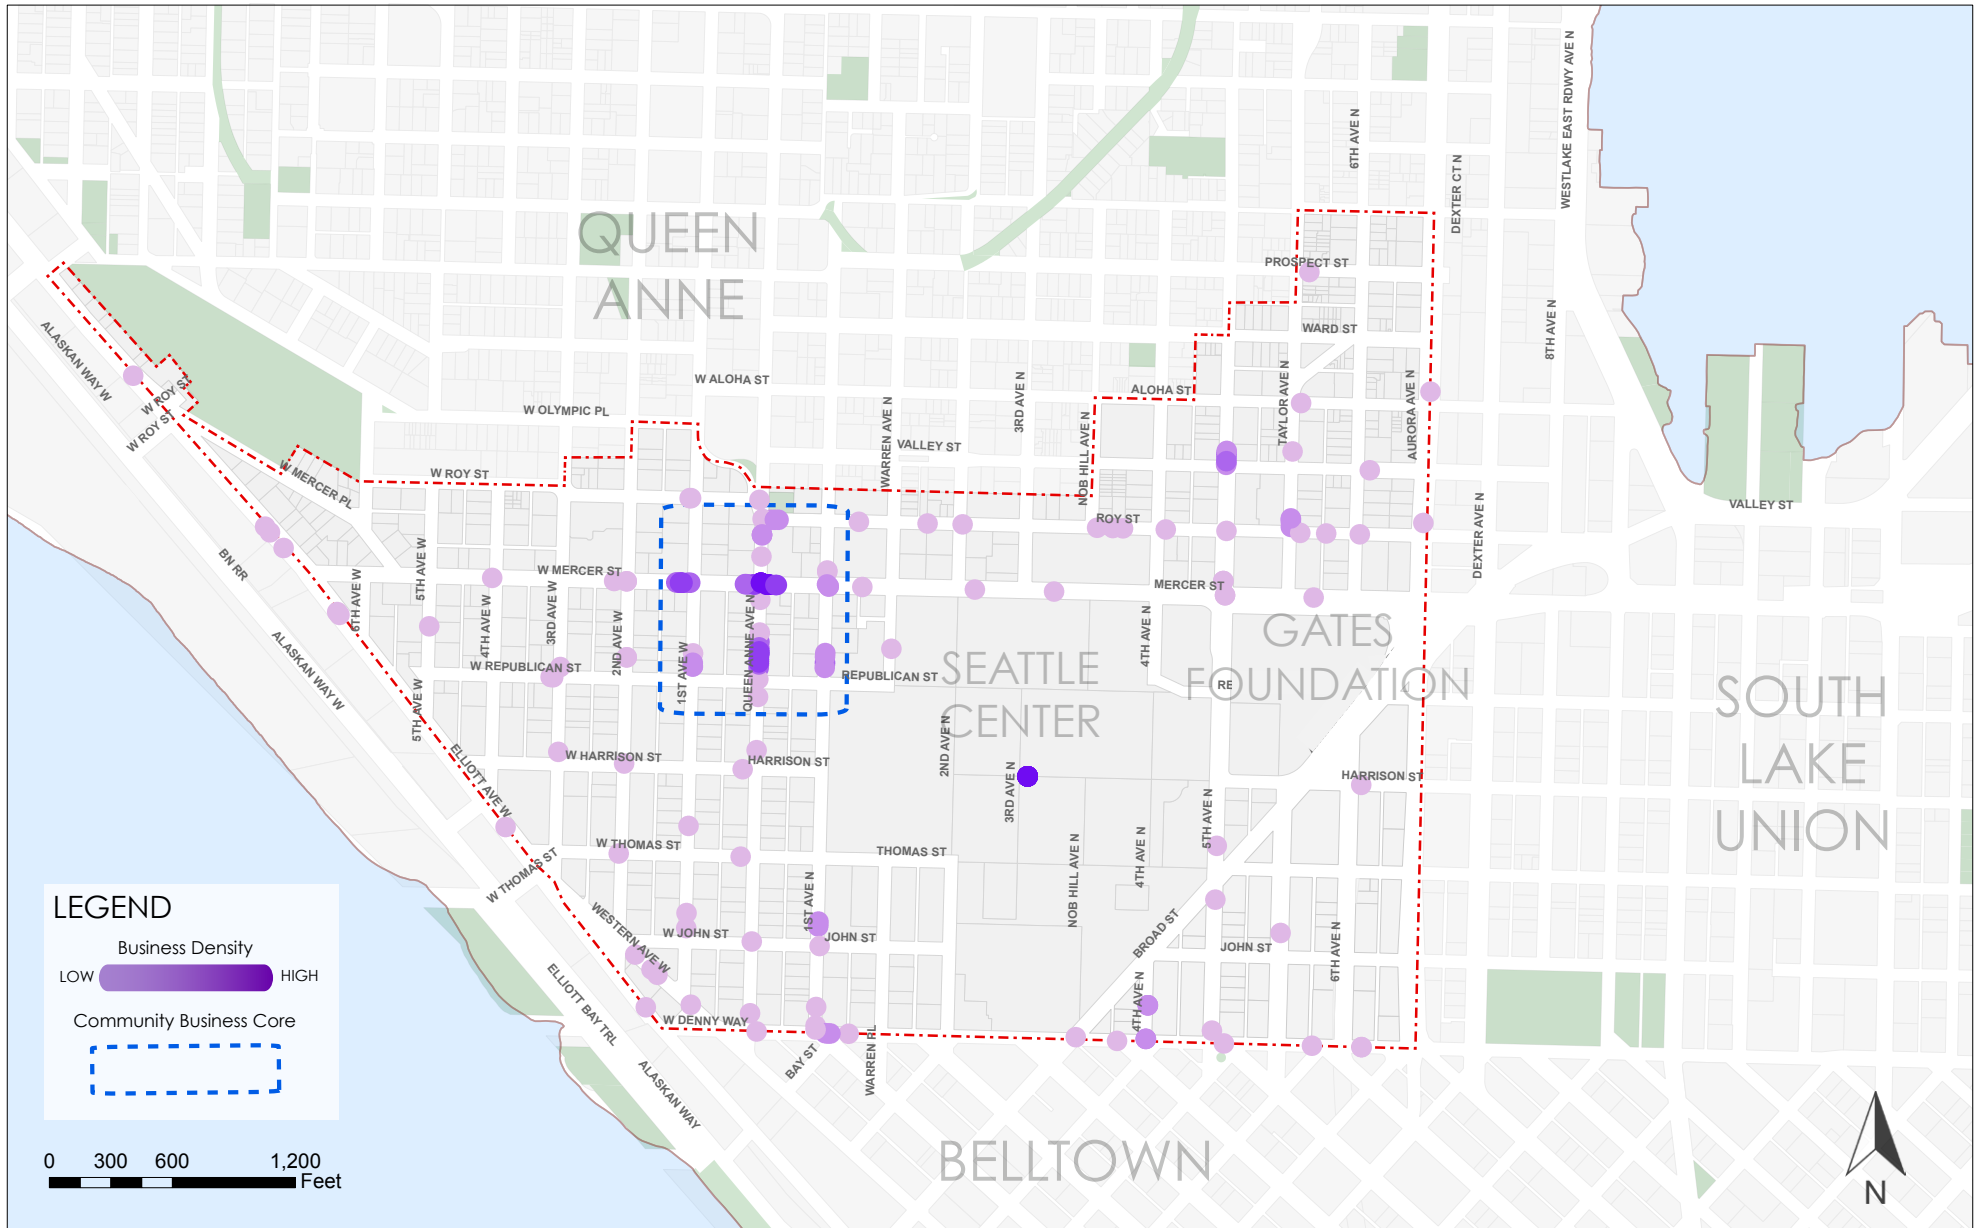 WESTLAKE EAST RDWY AVE N
6TH AVE N
DEXTER CT N
QUEEN
ANNE
PROSPECT ST
WARD ST
8TH AVE N
ALASKAN WAY W
W ROY ST
W ROY ST
W ALOHA ST
ALOHA ST
W OLYMPIC PL
3RD AVE N
WARREN AVE N
NOB HILL AVE N
TAYLOR AVE N
AURORA AVE N
VALLEY ST
W MERCER PL
W ROY ST
ROY ST
DEXTER AVE N
VALLEY ST
BN RR
6TH AVE W
5TH AVE W
4TH AVE W
3RD AVE W
W MERCER ST
2ND AVE W
MERCER ST
QUEEN ANNE AVE N
1ST AVE W
4TH AVE N
GATES
FOUNDATION
SEATTLE
CENTER
W REPUBLICAN ST
REPUBLICAN ST
RE
ALASKAN WAY W
5TH AVE W
SOUTH
LAKE
UNION
ELLIOTT AVE W
W HARRISON ST
HARRISON ST
2ND AVE N
3RD AVE N
HARRISON ST
5TH AVE N
W THOMAS ST
W THOMAS ST
THOMAS ST
NOB HILL AVE N
4TH AVE N
1ST AVE N
WESTERN AVE W
W JOHN ST
JOHN ST
BROAD ST
JOHN ST
6TH AVE N
ELLIOTT BAY TRL
W DENNY WAY
4TH AVE N
BAY ST
WARREN PL
ALASKAN WAY
BELLTOWN
LEGEND
Business Density
LOW HIGH
Community Business Core
0 300 600 1,200
Feet
N